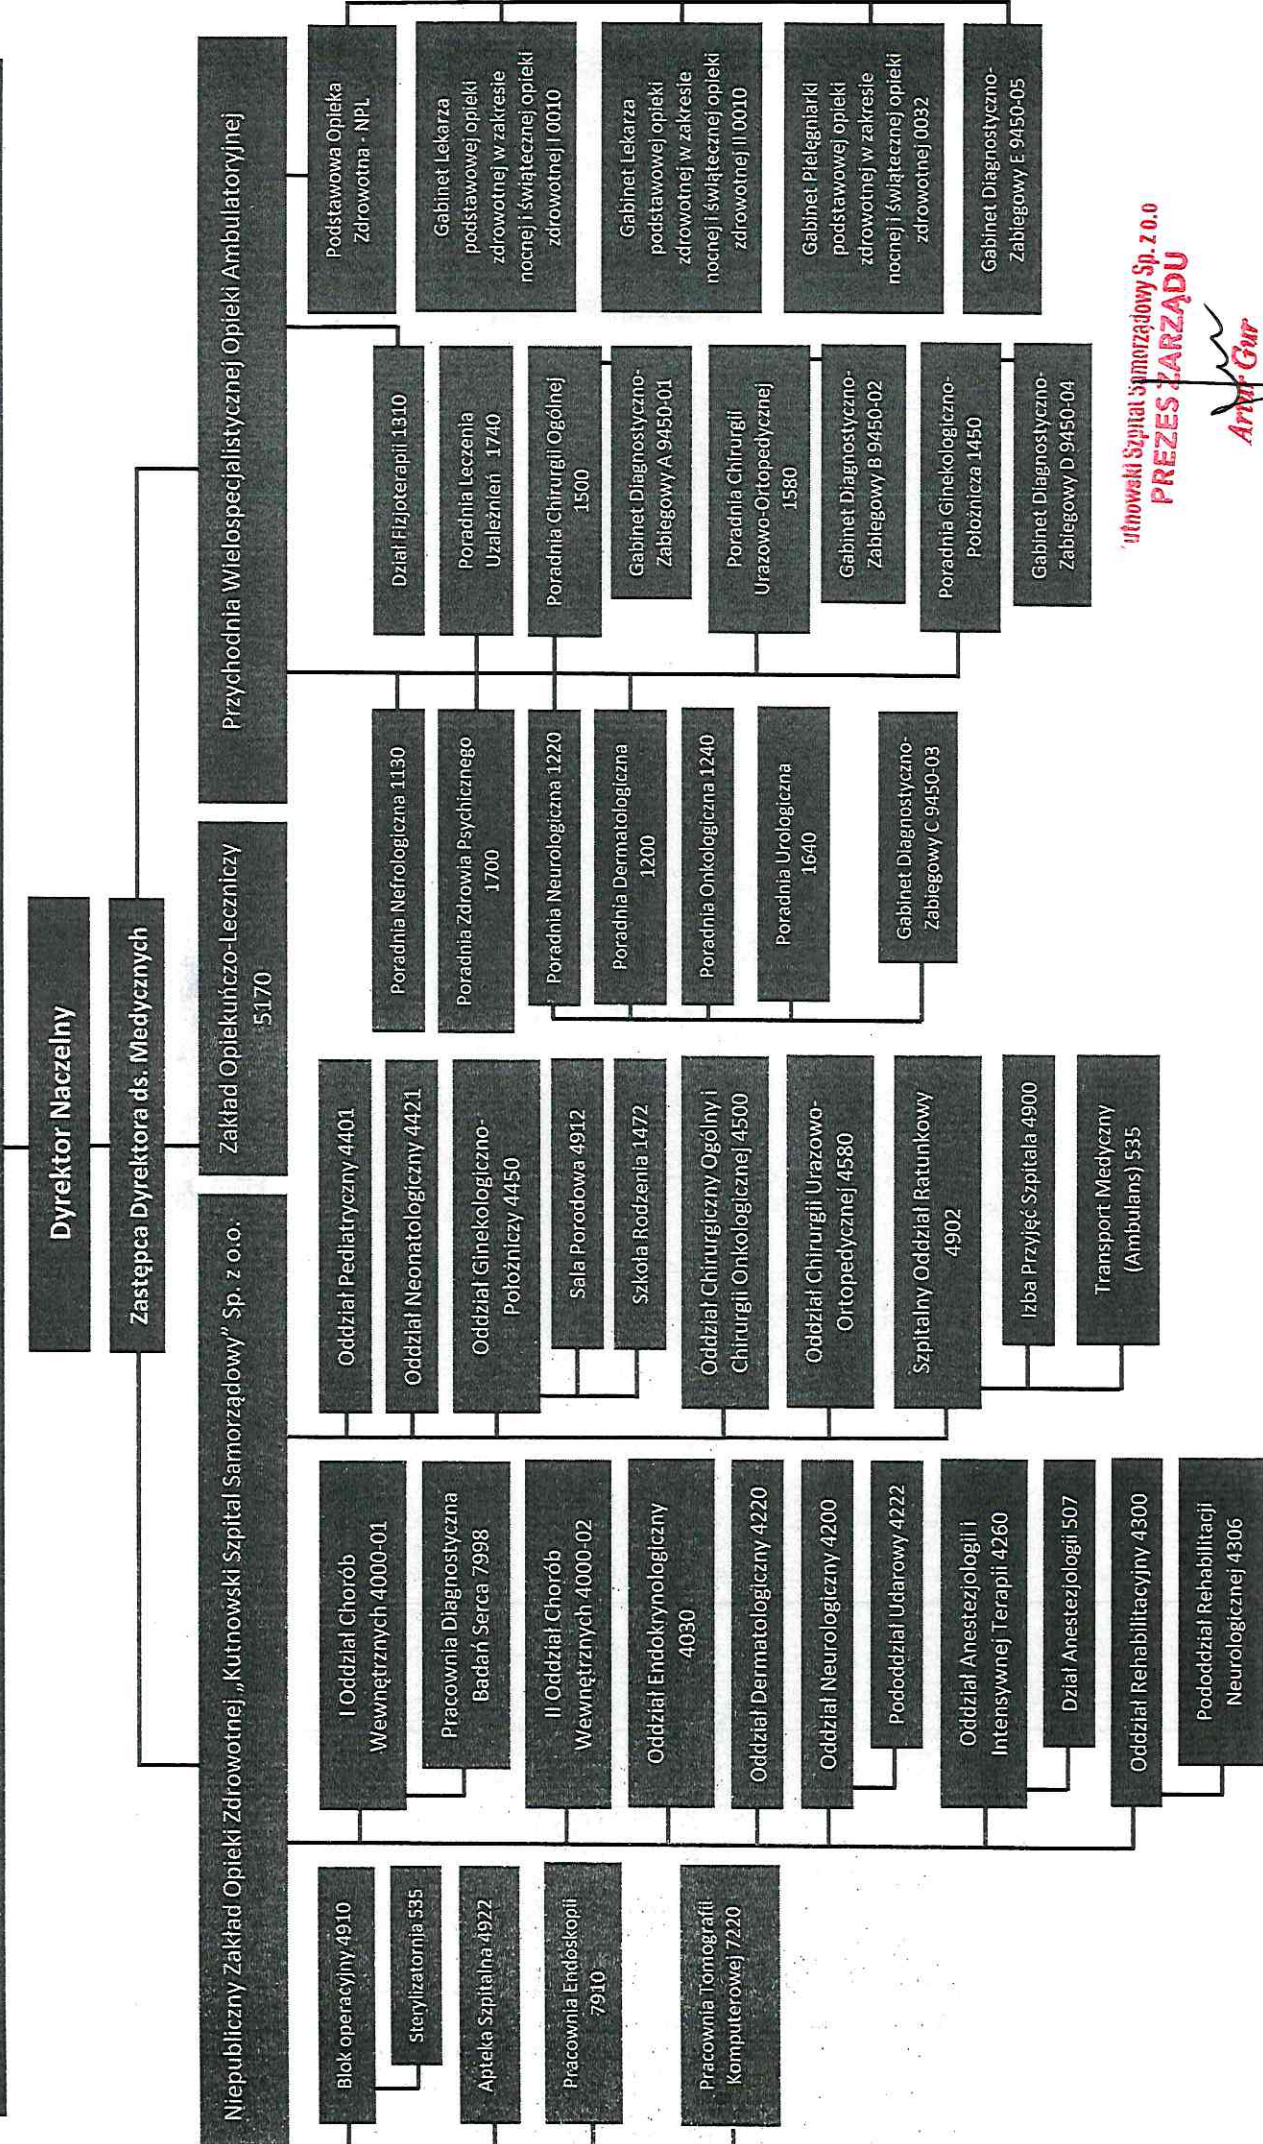 Dyrektor Naczelny
Zastępca Dyrektora ds. Medycznych
Niepubliczny Zakład Opieki Zdrowotnej „Kutnowski Szpital Samorządowy” Sp. z o.o.
Zakład Opiekuńczo-Leczniczy
5170
Przychodnia Wielospecjalistycznej Opieki Ambulatoryjnej
Blok operacyjny 4910
Sterylizatornia 535
Apteka Szpitalna 4922
Pracownia Endoskopii
7910
Pracownia Tomografii
Komputerowej 7220
I Oddział Chorób
Wewnętrznych 4000-01
Pracownia Diagnostyczna
Badań Serca 7998
II Oddział Chorób
Wewnętrznych 4000-02
Oddział Endokrynologiczny
4030
Oddział Dermatologiczny 4220
Oddział Neurologiczny 4200
Pododdział Udarowy 4222
Oddział Anestezjologii i
Intensywnej Terapii 4260
Dział Anestezjologii 507
Oddział Rehabilitacyjny 4300
Pododdział Rehabilitacji
Neurologicznej 4306
Oddział Pediatryczny 4401
Oddział Neonatologiczny 4421
Oddział Ginekologiczno-
Położniczy 4450
Sala Porodowa 4912
Szkoła Rodzenia 1472
Oddział Chirurgiczny Ogólny i
Chirurgii Onkologicznej 4500
Oddział Chirurgii Urazowo-
Ortopedycznej 4580
Szpitalny Oddział Ratunkowy
4902
Izba Przyjęć Szpitala 4900
Transport Medyczny
(Ambulans) 535
Poradnia Nefrologiczna 1130
Poradnia Zdrowia Psychicznego
1700
Poradnia Neurologiczna 1220
Poradnia Dermatologiczna
1200
Poradnia Onkologiczna 1240
Poradnia Urologiczna
1640
Gabinet Diagnostyczno-
Zabiegowy C 9450-03
Dział Fizjoterapii 1310
Poradnia Leczenia
Uzależnień 1740
Poradnia Chirurgii Ogólnej
1500
Gabinet Diagnostyczno-
Zabiegowy A 9450-01
Poradnia Chirurgii
Urazowo-Ortopedycznej
1580
Gabinet Diagnostyczno-
Zabiegowy B 9450-02
Poradnia Ginekologiczno-
Położnicza 1450
Gabinet Diagnostyczno-
Zabiegowy D 9450-04
Podstawowa Opieka
Zdrowotna - NPL
Gabinet Lekarza
podstawowej opieki
zdrowotnej w zakresie
nocnej i świątecznej opieki
zdrowotnej I 0010
Gabinet Lekarza
podstawowej opieki
zdrowotnej w zakresie
nocnej i świątecznej opieki
zdrowotnej II 0010
Gabinet Pielęgniarki
podstawowej opieki
zdrowotnej w zakresie
nocnej i świątecznej opieki
zdrowotnej 0032
Gabinet Diagnostyczno-
Zabiegowy E 9450-05
utnowski Szpital Samorządowy Sp. z o.o
PREZES ZARZĄDU
Artur Gur